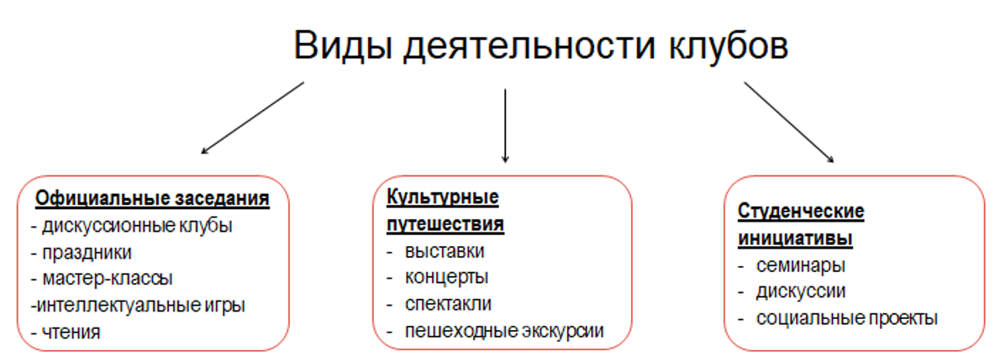 Виды деятельности клубов
Официальные заседания
- дискуссионные клубы
- праздники
- мастер-классы
-интеллектуальные игры
- чтения
Культурные
путешествия
- выставки
- концерты
- спектакли
- пешеходные экскурсии
Студенческие
инициативы
- семинары
- дискуссии
- социальные проекты